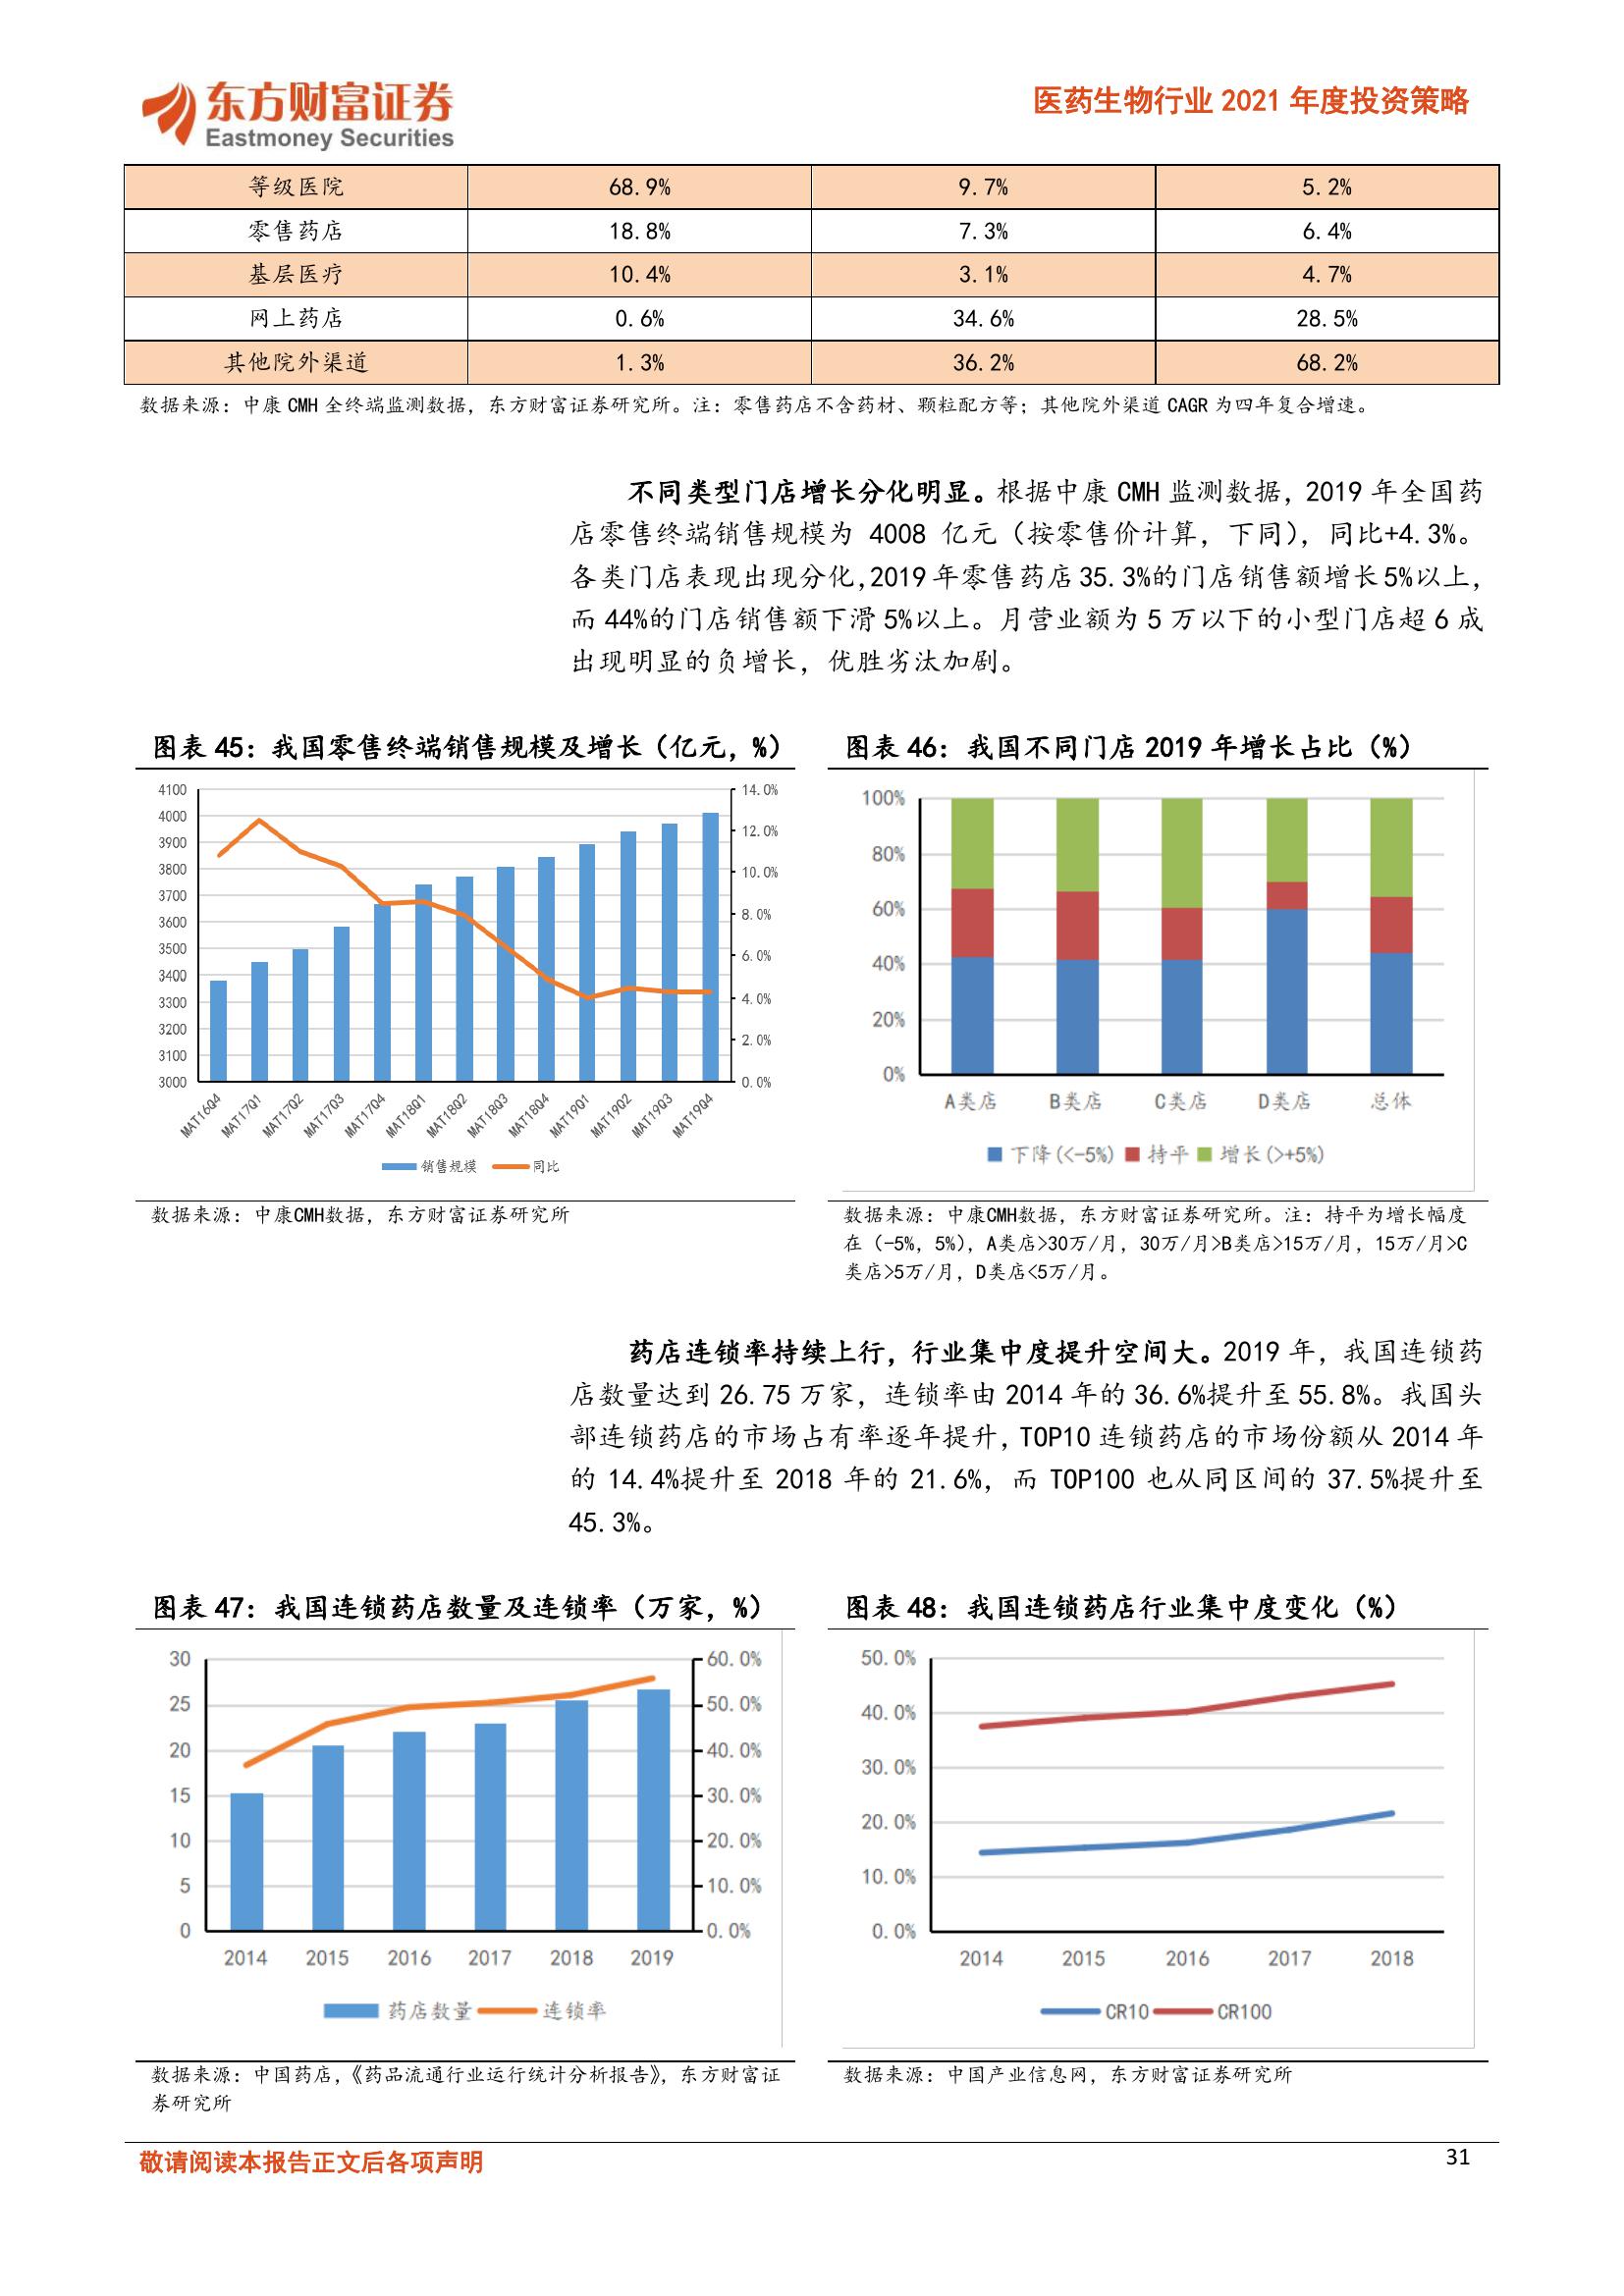 东方财富证券
Eastmoney Securities
医药生物行业 2021 年度投资策略
等级医院 68.9% 9.7% 5.2%
零售药店 18.8% 7.3% 6.4%
基层医疗 10.4% 3.1% 4.7%
网上药店 0.6% 34.6% 28.5%
其他院外渠道 1.3% 36.2% 68.2%
数据来源：中康 CMH 全终端监测数据，东方财富证券研究所。注：零售药店不含药材、颗粒配方等；其他院外渠道 CAGR 为四年复合增速。
不同类型门店增长分化明显。根据中康 CMH 监测数据，2019 年全国药
店零售终端销售规模为 4008 亿元（按零售价计算，下同），同比+4.3%。
各类门店表现出现分化，2019 年零售药店 35.3%的门店销售额增长 5%以上，
而 44%的门店销售额下滑 5%以上。月营业额为 5 万以下的小型门店超 6 成
出现明显的负增长，优胜劣汰加剧。
图表 45：我国零售终端销售规模及增长（亿元，%）
4100
4000
3900
3800
3700
3600
3500
3400
3300
3200
3100
3000
14.0%
12.0%
10.0%
8.0%
6.0%
4.0%
2.0%
0.0%
MAT16Q4 MAT17Q1 MAT17Q2 MAT17Q3 MAT17Q4 MAT18Q1 MAT18Q2 MAT18Q3 MAT18Q4 MAT19Q1 MAT19Q2 MAT19Q3 MAT19Q4
销售规模 同比
数据来源：中康CMH数据，东方财富证券研究所
图表 46：我国不同门店 2019 年增长占比（%）
100%
80%
60%
40%
20%
0%
A类店 B类店 C类店 D类店 总体
下降(<-5%) 持平 增长(>+5%)
数据来源：中康CMH数据，东方财富证券研究所。注：持平为增长幅度
在（-5%，5%），A类店>30万/月，30万/月>B类店>15万/月，15万/月>C
类店>5万/月，D类店<5万/月。
药店连锁率持续上行，行业集中度提升空间大。2019 年，我国连锁药
店数量达到 26.75 万家，连锁率由 2014 年的 36.6%提升至 55.8%。我国头
部连锁药店的市场占有率逐年提升，TOP10 连锁药店的市场份额从 2014 年
的 14.4%提升至 2018 年的 21.6%，而 TOP100 也从同区间的 37.5%提升至
45.3%。
图表 47：我国连锁药店数量及连锁率（万家，%）
30
25
20
15
10
5
0
60.0%
50.0%
40.0%
30.0%
20.0%
10.0%
0.0%
2014 2015 2016 2017 2018 2019
药店数量 连锁率
数据来源：中国药店，《药品流通行业运行统计分析报告》，东方财富证
券研究所
图表 48：我国连锁药店行业集中度变化（%）
50.0%
40.0%
30.0%
20.0%
10.0%
0.0%
2014 2015 2016 2017 2018
CR10 CR100
数据来源：中国产业信息网，东方财富证券研究所
敬请阅读本报告正文后各项声明
31